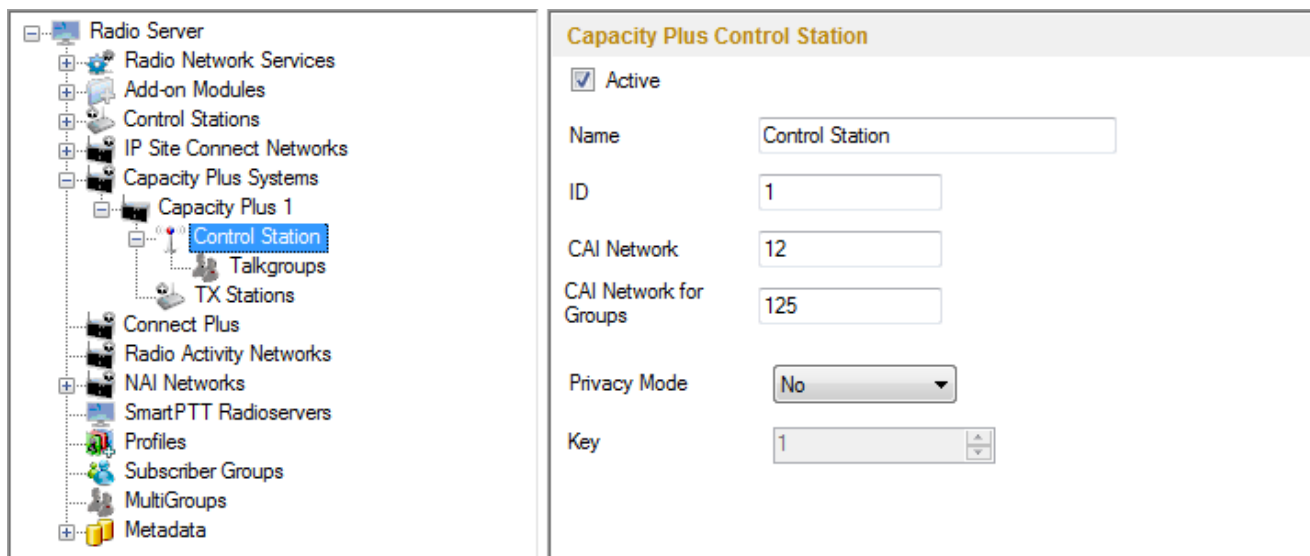 Radio Server
Radio Network Services
Add-on Modules
Control Stations
IP Site Connect Networks
Capacity Plus Systems
Capacity Plus 1
Control Station
Talkgroups
TX Stations
Connect Plus
Radio Activity Networks
NAI Networks
SmartPTT Radioservers
Profiles
Subscriber Groups
MultiGroups
Metadata
Capacity Plus Control Station
Active
Name Control Station
ID 1
CAI Network 12
CAI Network for
Groups 125
Privacy Mode No
Key 1